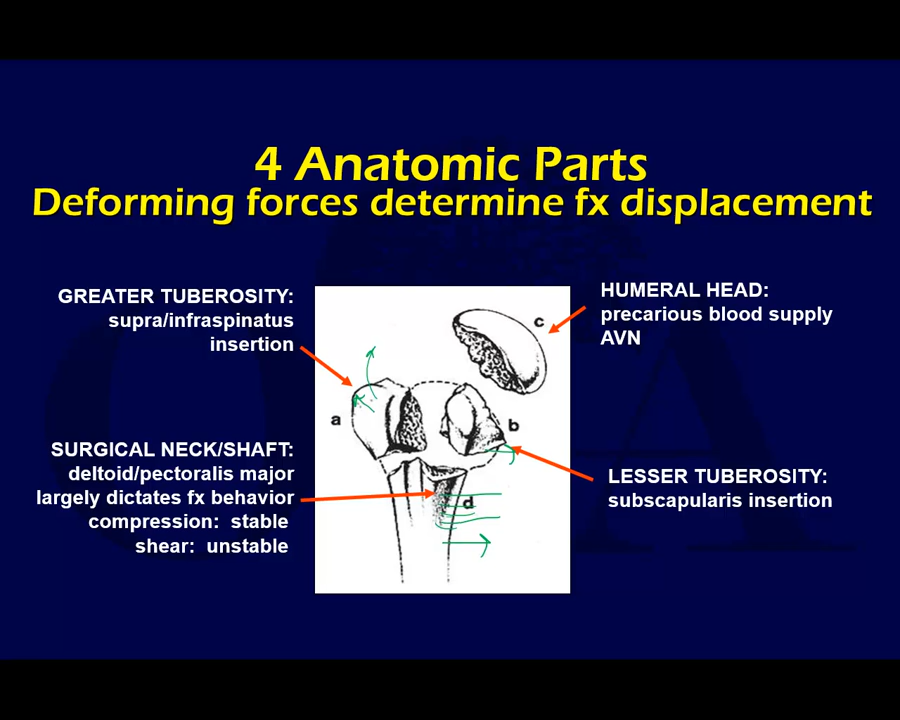 4 Anatomic Parts
Deforming forces determine fx displacement
GREATER TUBEROSITY:
supra/infraspinatus
insertion
HUMERAL HEAD:
precarious blood supply
AVN
c
a
b
SURGICAL NECK/SHAFT:
deltoid/pectoralis major
largely dictates fx behavior
compression: stable
shear: unstable
LESSER TUBEROSITY:
subscapularis insertion
d